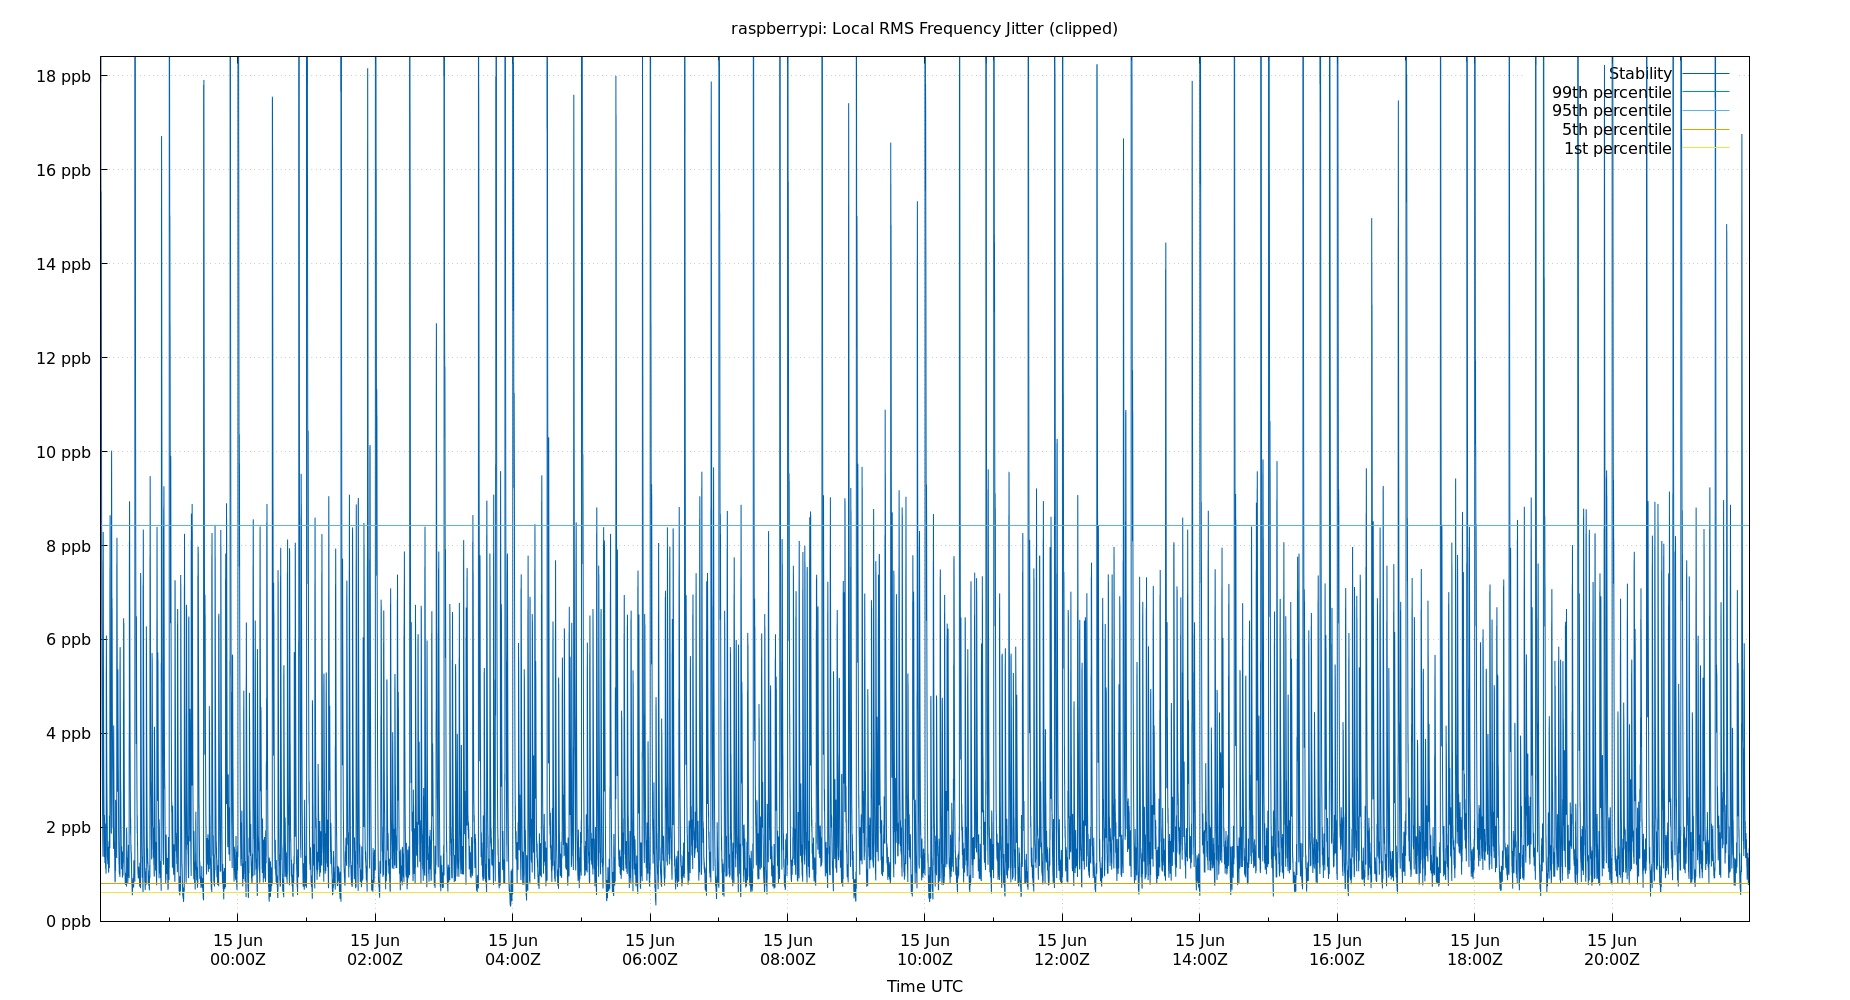 raspberrypi: Local RMS Frequency Jitter (clipped)
18 ppb
16 ppb
14 ppb
12 ppb
10 ppb
8 ppb
6 ppb
4 ppb
2 ppb
0 ppb
Stability
99th percentile
95th percentile
5th percentile
1st percentile
15 Jun 15 Jun 15 Jun 15 Jun 15 Jun 15 Jun 15 Jun 15 Jun 15 Jun 15 Jun 15 Jun
00:00Z 02:00Z 04:00Z 06:00Z 08:00Z 10:00Z 12:00Z 14:00Z 16:00Z 18:00Z 20:00Z
Time UTC